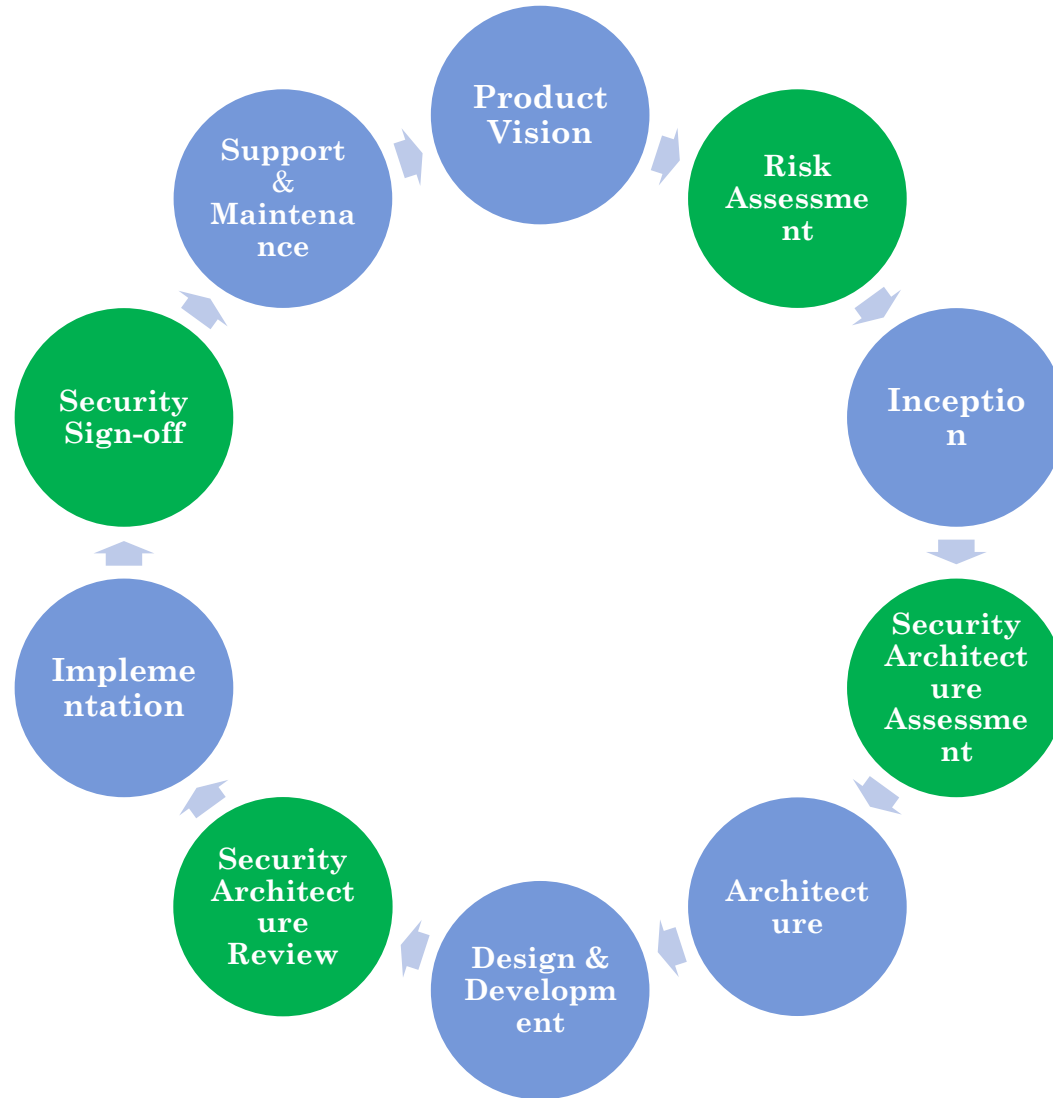 Product
Vision
Risk
Assessme
nt
Inceptio
n
Security
Architect
ure
Assessme
nt
Architect
ure
Design &
Developm
ent
Security
Architect
ure
Review
Impleme
ntation
Security
Sign-off
Support
&
Maintena
nce